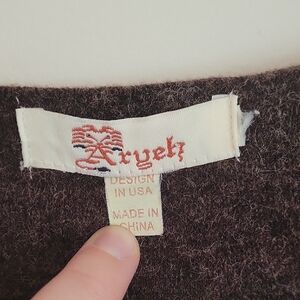 Aryeh
DESIGN
IN USA
MADE IN
CHINA